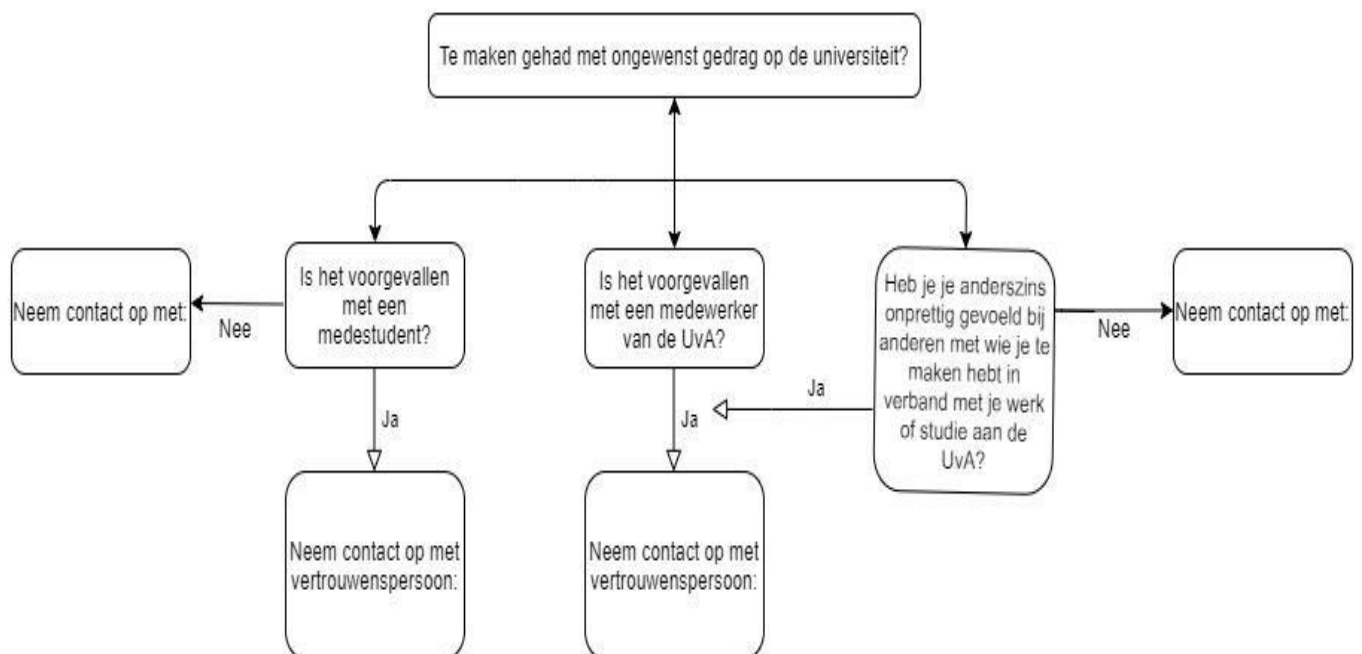 Te maken gehad met ongewenst gedrag op de universiteit?
Neem contact op met:
Nee
Is het voorgevallen
met een
medestudent?
Is het voorgevallen
met een medewerker
van de UvA?
Heb je je anderszins
onprettig gevoeld bij
anderen met wie je te
maken hebt in
verband met je werk
of studie aan de
UvA?
Nee
Neem contact op met:
Ja
Ja
Ja
Neem contact op met
vertrouwenspersoon:
Neem contact op met
vertrouwenspersoon: